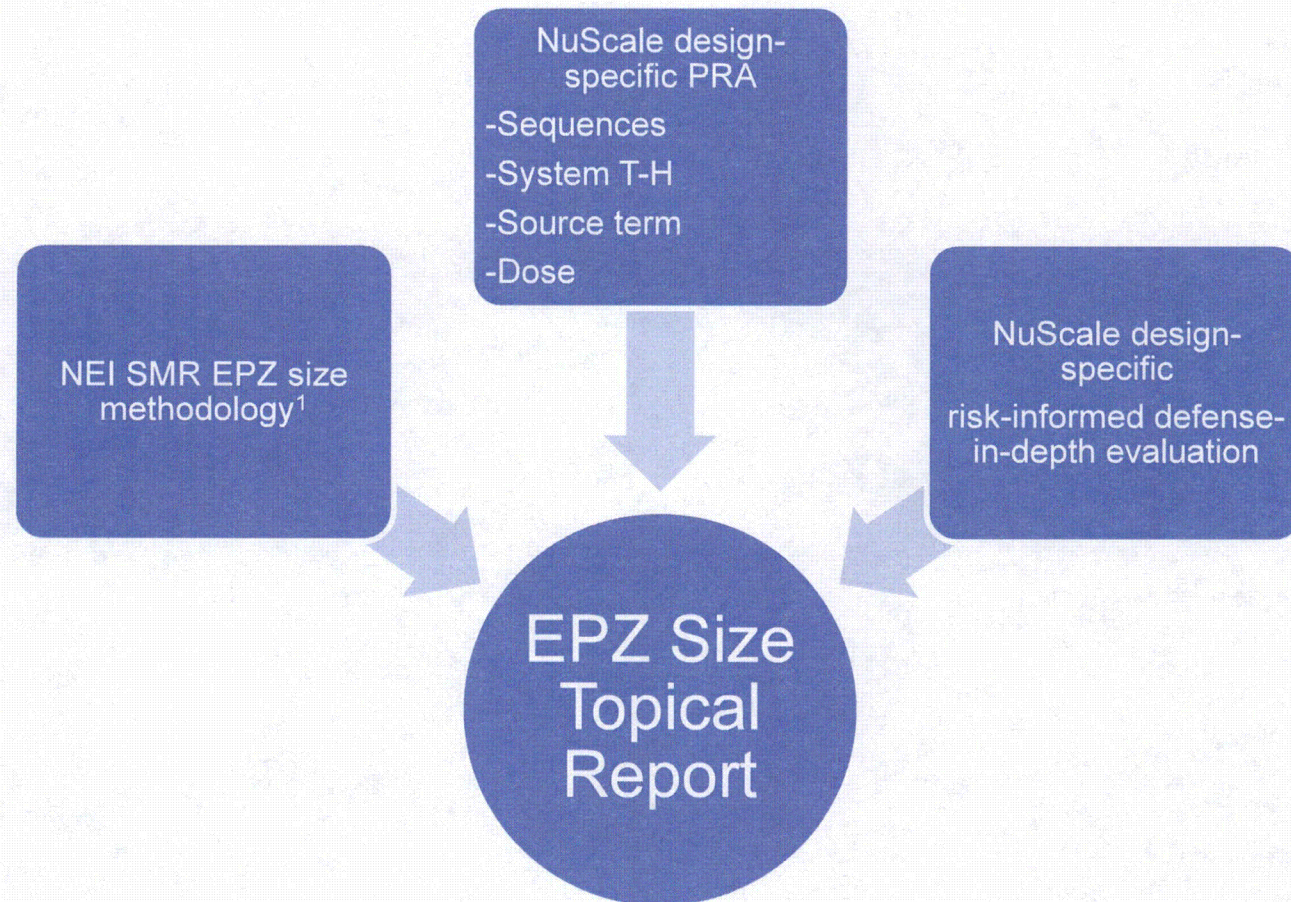 NuScale design-
specific PRA
-Sequences
-System T-H
-Source term
-Dose
NEI SMR EPZ size
methodology¹
NuScale design-
specific
risk-informed defense-
in-depth evaluation
EPZ Size
Topical
Report